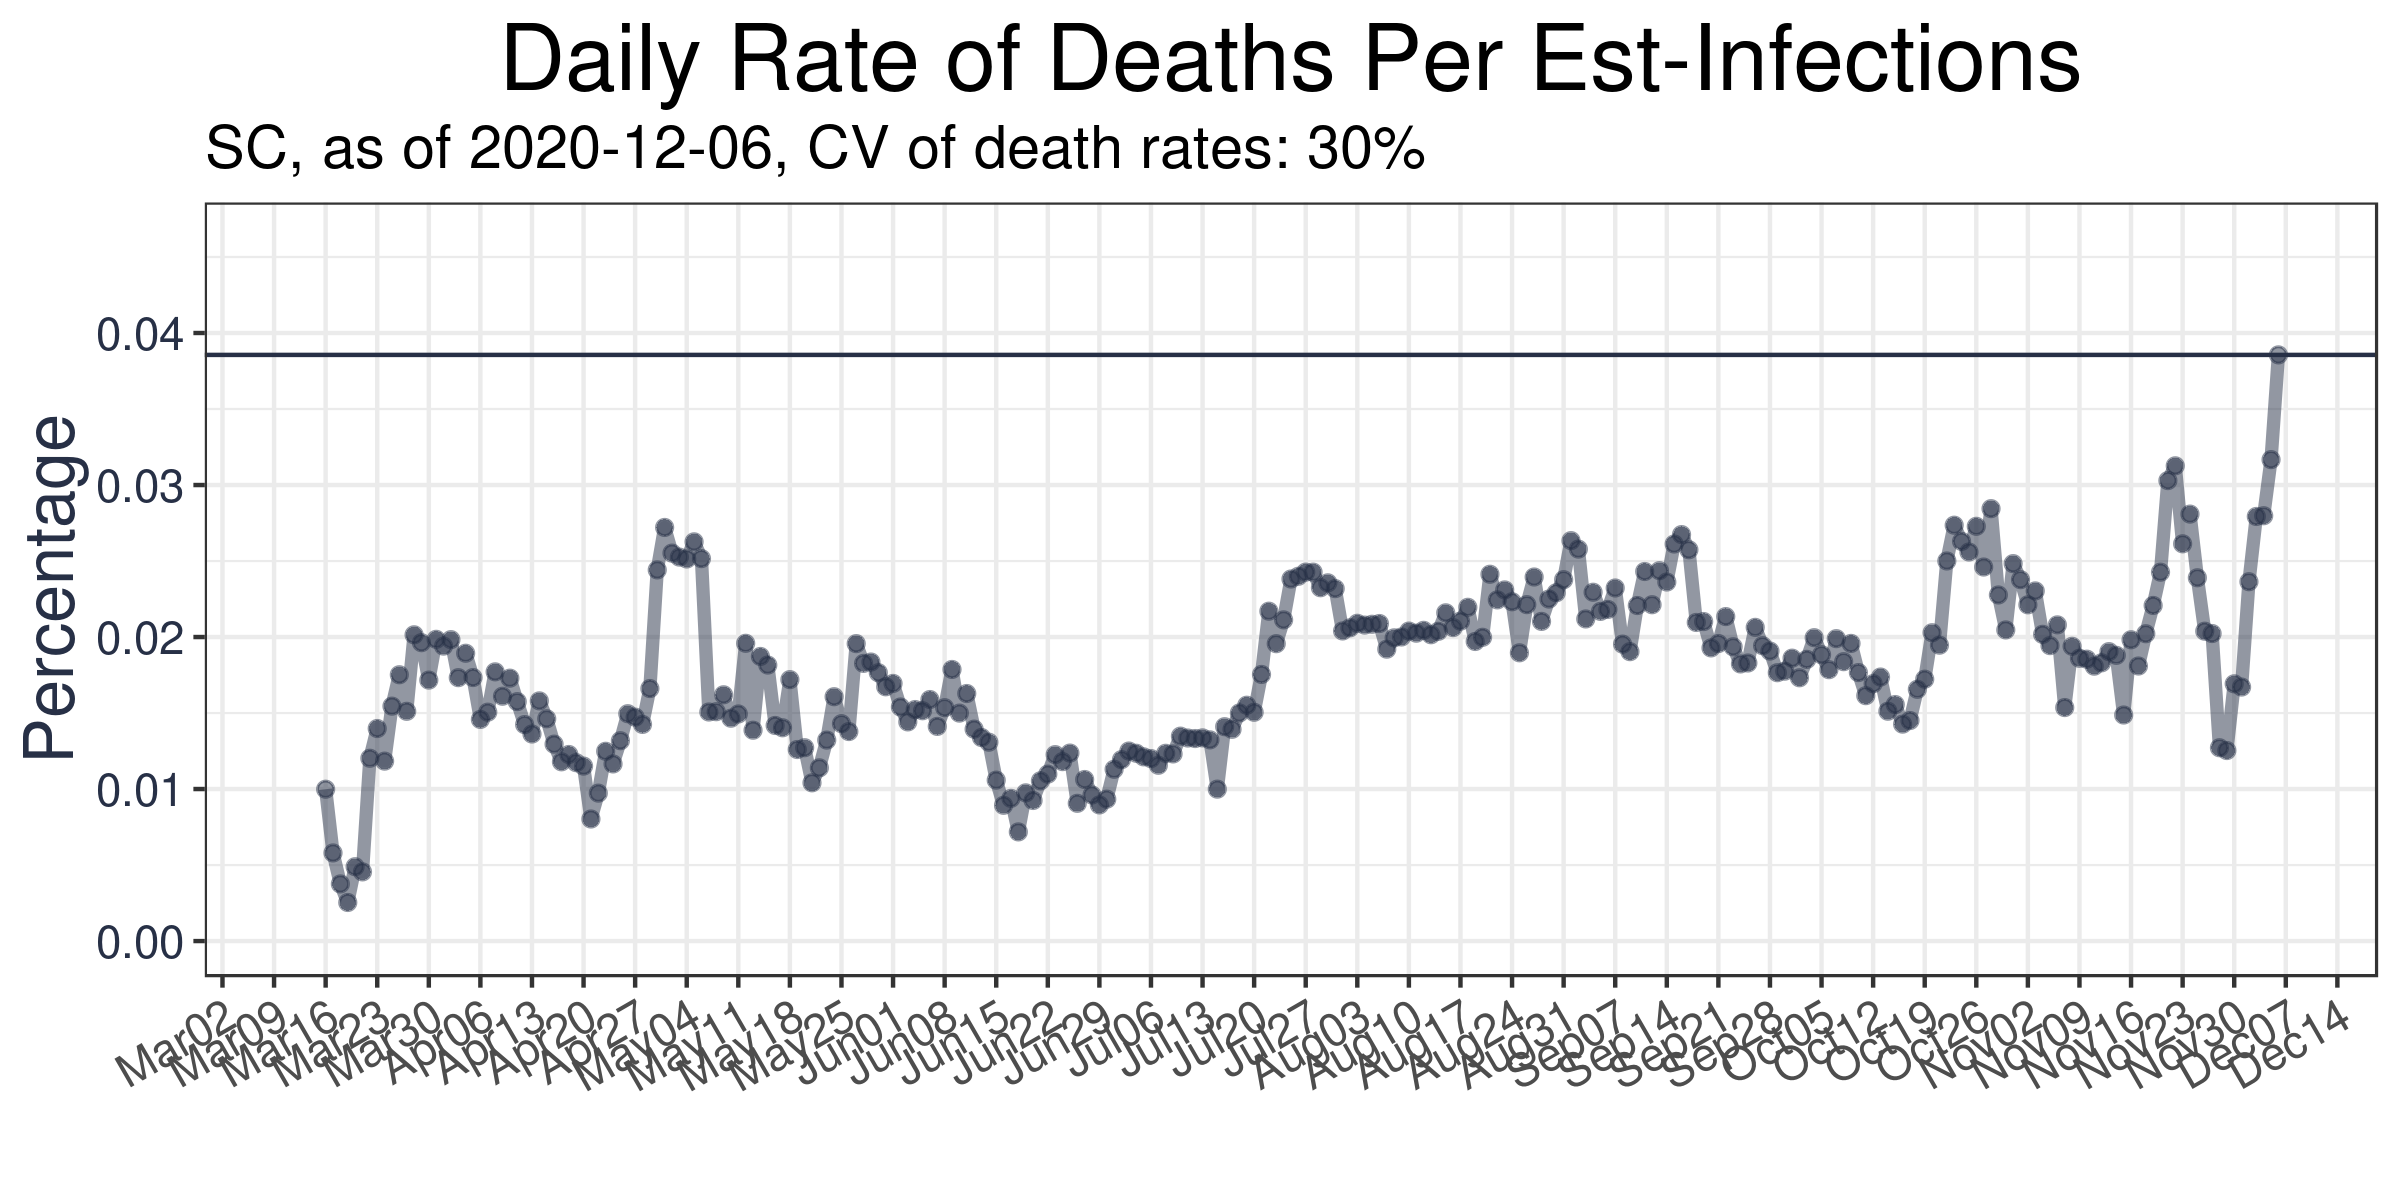 Daily Rate of Deaths Per Est-Infections
SC, as of 2020-12-06, CV of death rates: 30%
Percentage
0.04
0.03
0.02
0.01
0.00
Mar02
Mar09
Mar16
Mar23
Mar30
Apr06
Apr13
Apr20
Apr27
May04
May11
May18
May25
Jun01
Jun08
Jun15
Jun22
Jun29
Jul06
Jul13
Jul20
Jul27
Aug03
Aug10
Aug17
Aug24
Aug31
Sep07
Sep14
Sep21
Sep28
Oct05
Oct12
Oct19
Oct26
Nov02
Nov09
Nov16
Nov23
Nov30
Dec07
Dec14